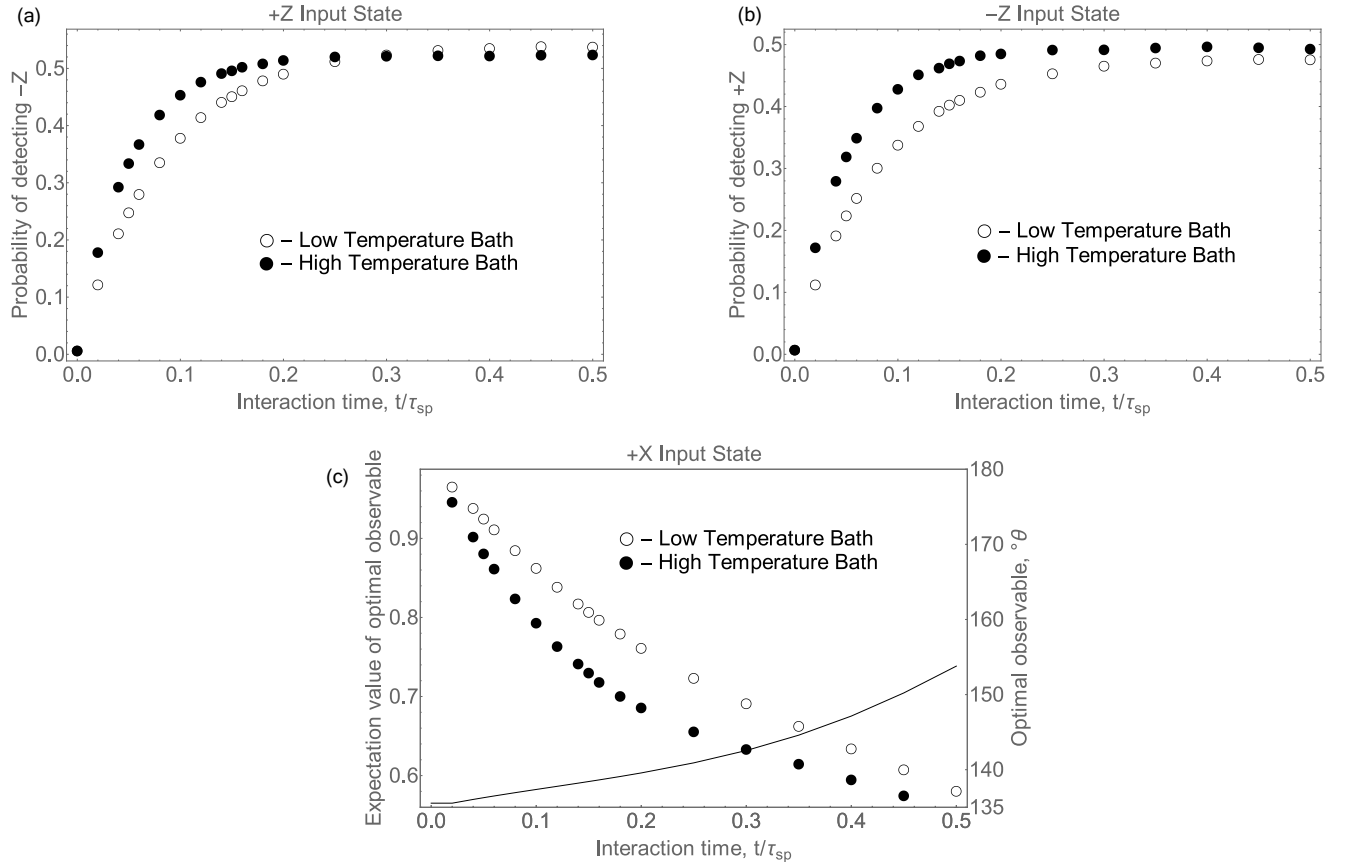 (a)
+Z Input State
Probability of detecting −Z
0.5
0.4
0.3
0.2
0.1
0.0
– Low Temperature Bath
– High Temperature Bath
0.0 0.1 0.2 0.3 0.4 0.5
Interaction time, t/τsp
(b)
−Z Input State
Probability of detecting +Z
0.5
0.4
0.3
0.2
0.1
0.0
– Low Temperature Bath
– High Temperature Bath
0.0 0.1 0.2 0.3 0.4 0.5
Interaction time, t/τsp
(c)
+X Input State
Expectation value of optimal observable
0.9
0.8
0.7
0.6
– Low Temperature Bath
– High Temperature Bath
180
170
160
150
140
135
Optimal observable, °θ
0.0 0.1 0.2 0.3 0.4 0.5
Interaction time, t/τsp